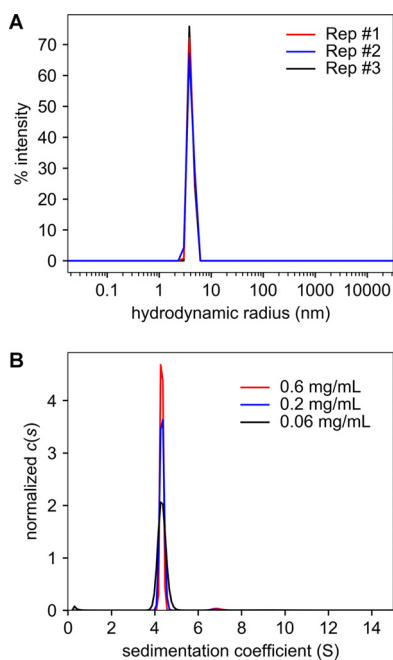 A
Rep #1
Rep #2
Rep #3
70
60
50
40
30
20
10
0
% intensity
0.1 1 10 100 1000 10000
hydrodynamic radius (nm)
B
0.6 mg/mL
0.2 mg/mL
0.06 mg/mL
4
3
2
1
0
normalized c(s)
0 2 4 6 8 10 12 14
sedimentation coefficient (S)